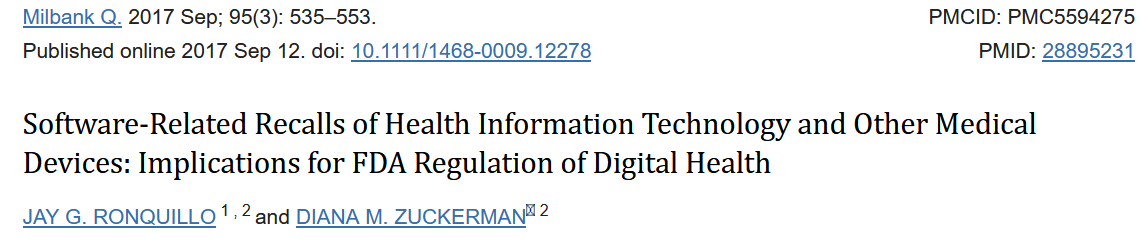 Milbank Q. 2017 Sep; 95(3): 535–553.
PMCID: PMC5594275
Published online 2017 Sep 12. doi: 10.1111/1468-0009.12278
PMID: 28895231
Software-Related Recalls of Health Information Technology and Other Medical
Devices: Implications for FDA Regulation of Digital Health
JAY G. RONQUILLO 1 , 2 and DIANA M. ZUCKERMAN 2